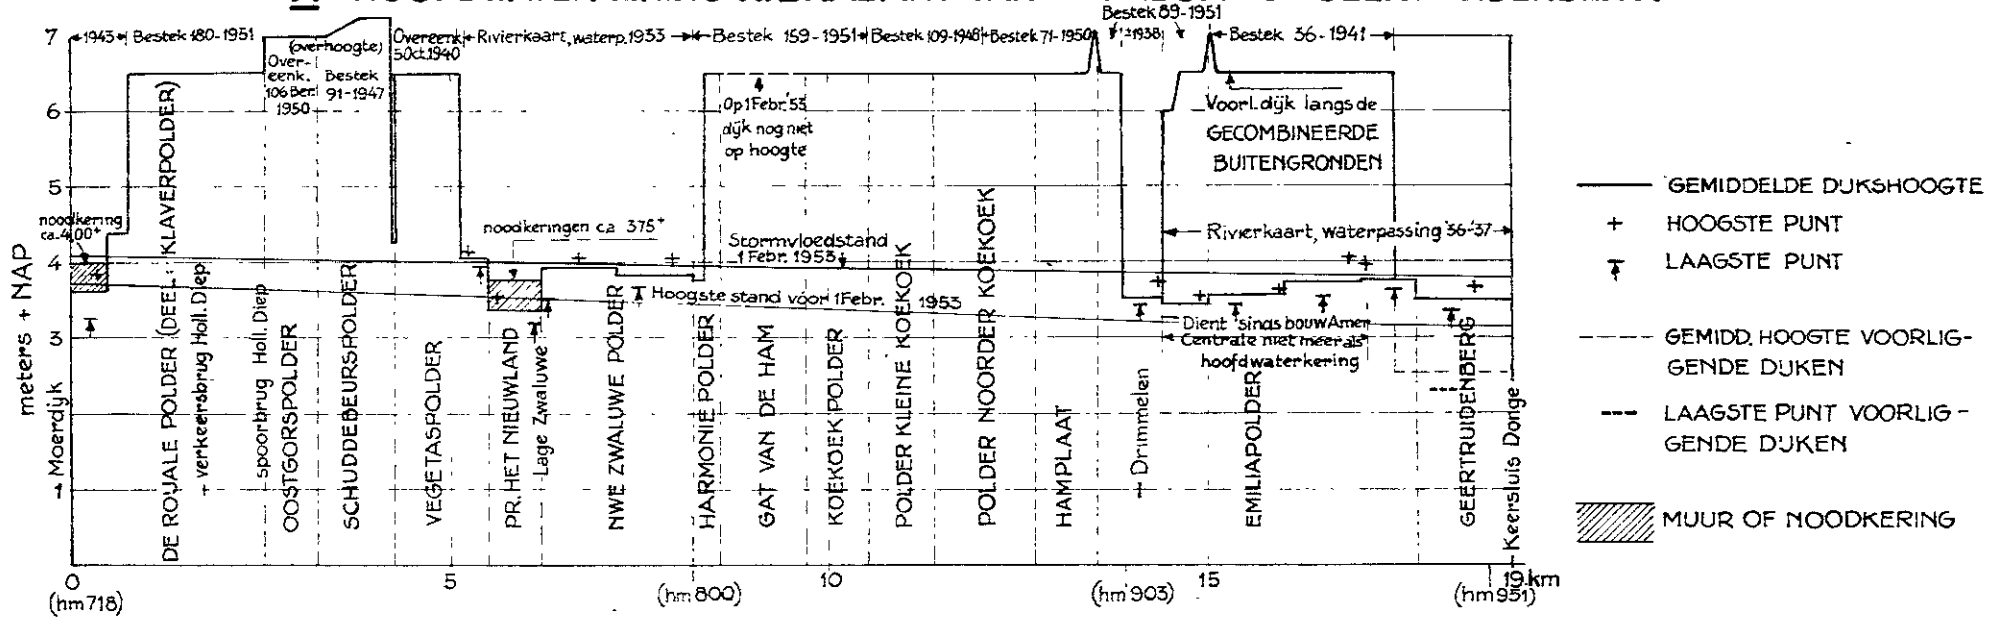 Bestek 89-1951
7
1943
Bestek 180-1951
(overhoogte)
Over-
eenk.
106 Ber.
1950
Bestek
91-1947
Overeenk.
5Oct.1940
Rivierkaart, waterp. 1933
Bestek 159-1951
Bestek 109-1948
Bestek 71-1950
±1938
Bestek 36-1941
6
5
4
3
2
1
meters + NAP
Moerdyk
noodkering
ca. 4.00+
DE ROYALE POLDER (DEEL: KLAVERPOLDER)
verkeersbrug Holl. Diep
spoorbrug Holl. Diep
OOSTGORSPOLDER
SCHUDDEBEURSPOLDER
VEGETASPOLDER
PR. HET NIEUWLAND
Lage Zwaluwe
NWE ZWALUWE POLDER
HARMONIE POLDER
GAT VAN DE HAM
KOEKOEK POLDER
POLDER KLEINE KOEKOEK
POLDER NOORDER KOEKOEK
HAMPLAAT
Drimmelen
EMILIAPOLDER
GEERTRUIDENBERG
Keersluis Donge
noodkeringen ca 375+
Op 1 Febr.'53
dijk nog niet
op hoogte
Stormvloedstand
1 Febr. 1953
Hoogste stand voor 1 Febr. 1953
Voorl. dijk langs de
GECOMBINEERDE
BUITENGRONDEN
Rivierkaart, waterpassing '36-'37
Dient sinds bouw Amer
Centrale niet meer als
hoofdwaterkering
0
5
10
15
19 km
(hm 718)
(hm 800)
(hm 903)
(hm 951)
GEMIDDELDE DIJKSHOOGTE
HOOGSTE PUNT
LAAGSTE PUNT
GEMIDD. HOOGTE VOORLIG-
GENDE DIJKEN
LAAGSTE PUNT VOORLIG-
GENDE DIJKEN
MUUR OF NOODKERING